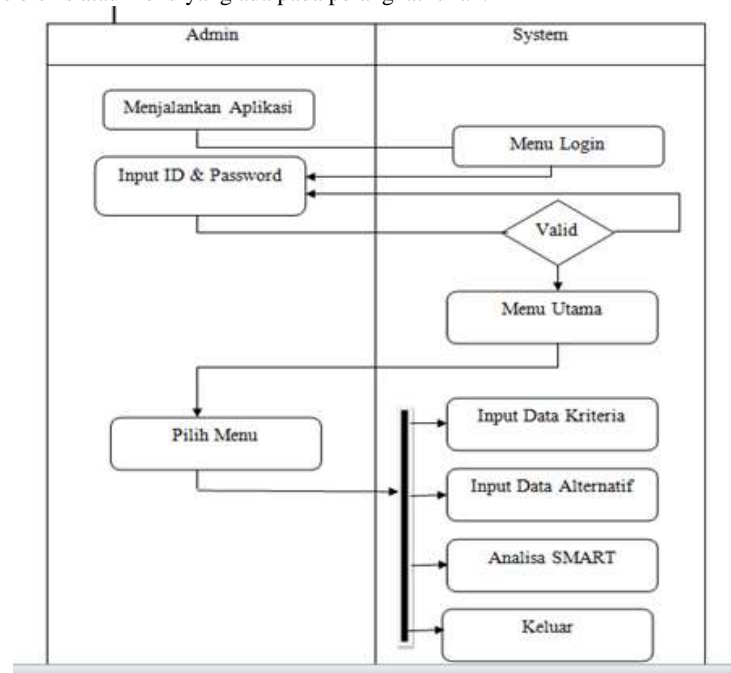 Admin
System
Menjalankan Aplikasi
Menu Login
Input ID & Password
Valid
Menu Utama
Pilih Menu
Input Data Kriteria
Input Data Alternatif
Analisa SMART
Keluar